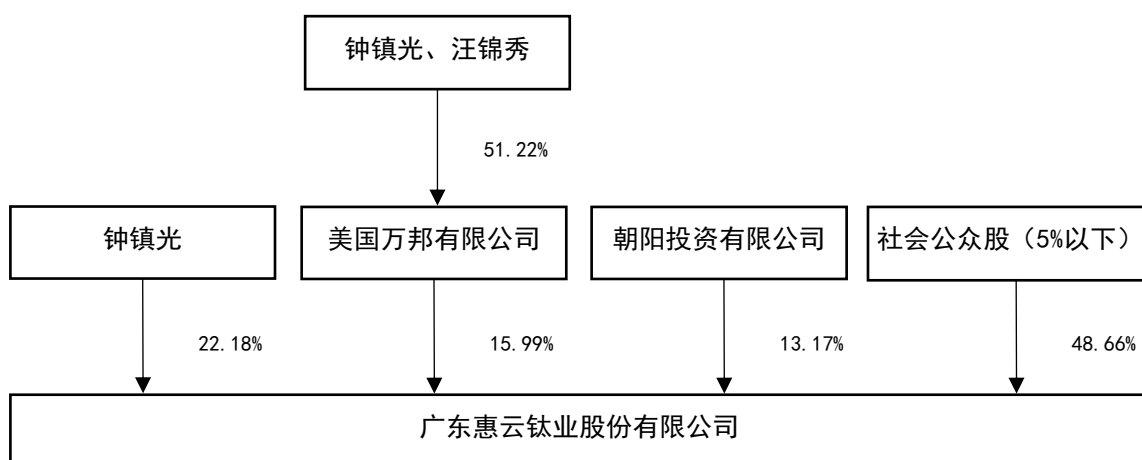 钟镇光、汪锦秀
51.22%
钟镇光
美国万邦有限公司
朝阳投资有限公司
社会公众股（5%以下）
22.18%
15.99%
13.17%
48.66%
广东惠云钛业股份有限公司